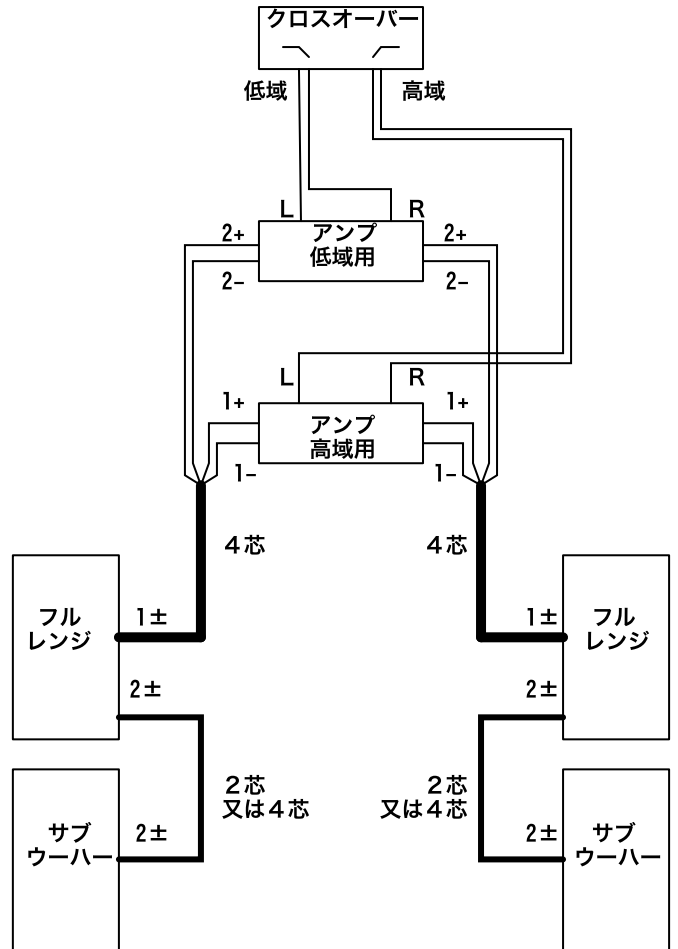 クロスオーバー
低域
高域
L
R
アンプ
低域用
2+
2−
2+
2−
L
R
アンプ
高域用
1+
1−
1+
1−
4芯
4芯
フル
レンジ
1±
2±
1±
2±
フル
レンジ
2芯
又は4芯
2芯
又は4芯
サブ
ウーハー
2±
2±
サブ
ウーハー